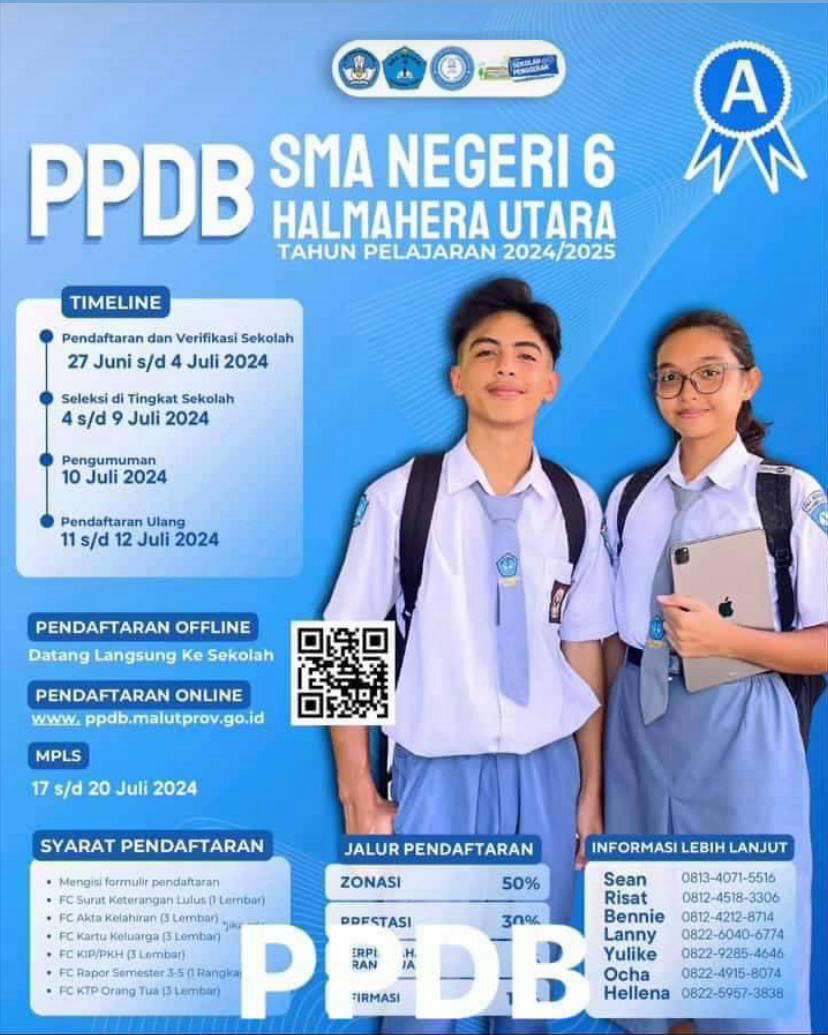 SEKOLAH
PENGGERAK
A
PPDB
SMA NEGERI 6
HALMAHERA UTARA
TAHUN PELAJARAN 2024/2025
TIMELINE
Pendaftaran dan Verifikasi Sekolah
27 Juni s/d 4 Juli 2024
Seleksi di Tingkat Sekolah
4 s/d 9 Juli 2024
Pengumuman
10 Juli 2024
Pendaftaran Ulang
11 s/d 12 Juli 2024
PENDAFTARAN OFFLINE
Datang Langsung Ke Sekolah
PENDAFTARAN ONLINE
www. ppdb.malutprov.go.id
MPLS
17 s/d 20 Juli 2024
SYARAT PENDAFTARAN
Mengisi formulir pendaftaran
FC Surat Keterangan Lulus (1 Lembar)
FC Akta Kelahiran (3 Lembar)
FC Kartu Keluarga (3 Lembar)
FC KIP/PKH (3 Lembar)
FC Rapor Semester 3-5 (1
FC KTP Orang Tua (3 Lembar)
JALUR PENDAFTARAN
ZONASI 50%
PRESTASI 30%
INFORMASI LEBIH LANJUT
Sean 0813-4071-5516
Risat 0812-4518-3306
Bennie 0812-4212-8714
Lanny 0822-6040-6774
Yulike 0822-9285-4646
Ocha 0822-4915-8074
Hellena 0822-5957-3838
PPDB